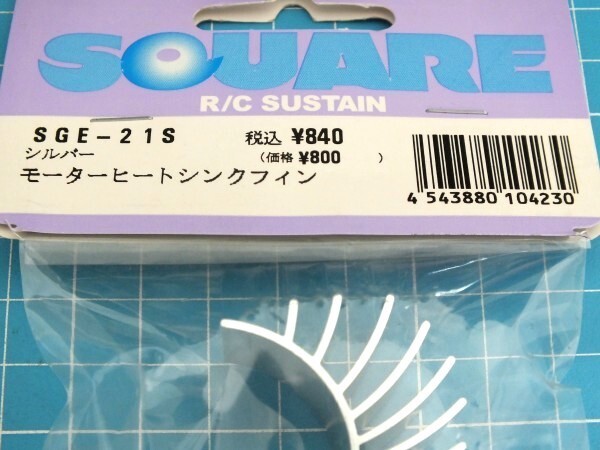 SQUARE
R/C SUSTAIN
SGE-21S 税込 ¥840
シルバー (価格 ¥800 )
モーターヒートシンクフィン
4 543880 104230